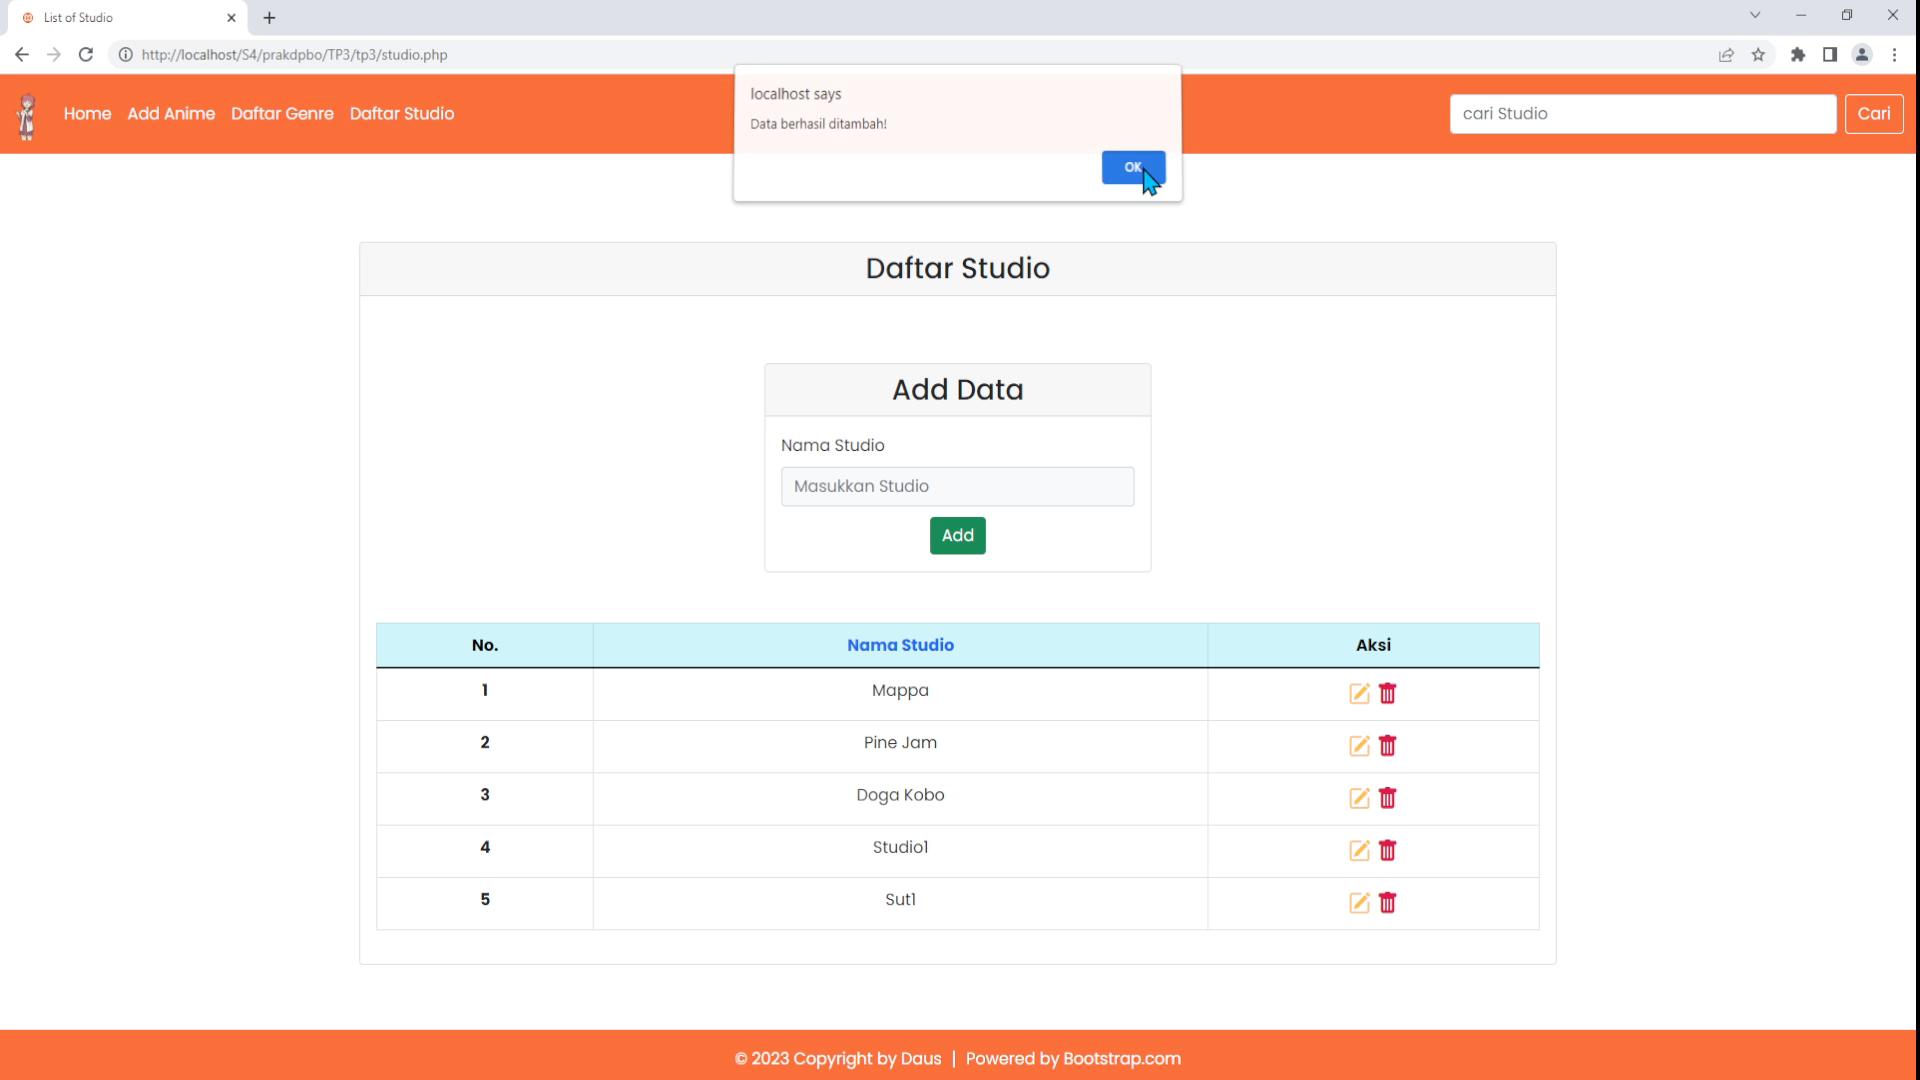 List of Studio
http://localhost/S4/prakdpbo/TP3/tp3/studio.php
localhost says
Data berhasil ditambah!
OK
Home Add Anime Daftar Genre Daftar Studio
cari Studio Cari
Daftar Studio
Add Data
Nama Studio
Masukkan Studio
Add
No. Nama Studio Aksi
1 Mappa
2 Pine Jam
3 Doga Kobo
4 Studio1
5 Sut1
© 2023 Copyright by Daus | Powered by Bootstrap.com